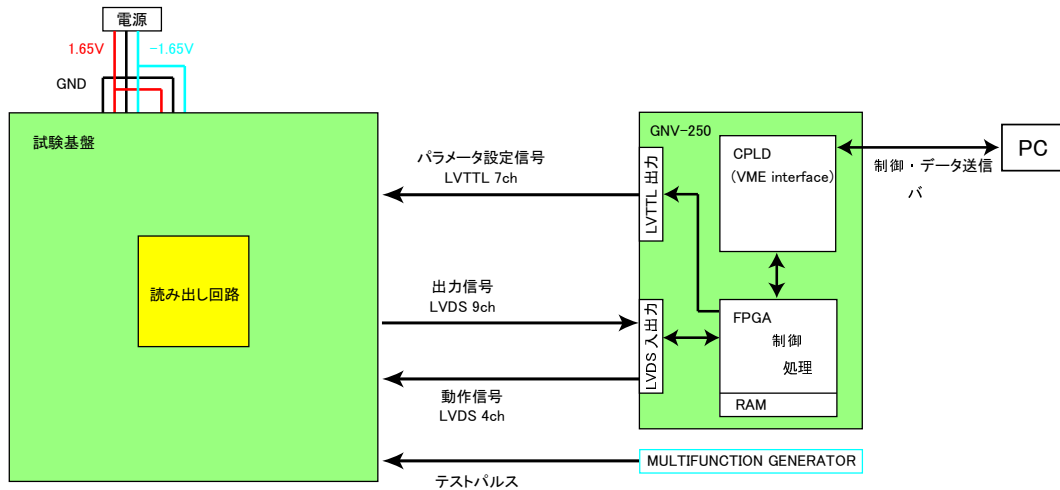 電源
1.65V
-1.65V
GND
試験基盤
読み出し回路
パラメータ設定信号
LVTTL 7ch
出力信号
LVDS 9ch
動作信号
LVDS 4ch
テストパルス
GNV-250
LVTTL 出力
LVDS 入出力
CPLD
(VME interface)
FPGA
制御
処理
RAM
MULTIFUNCTION GENERATOR
制御・データ送信
バ
PC